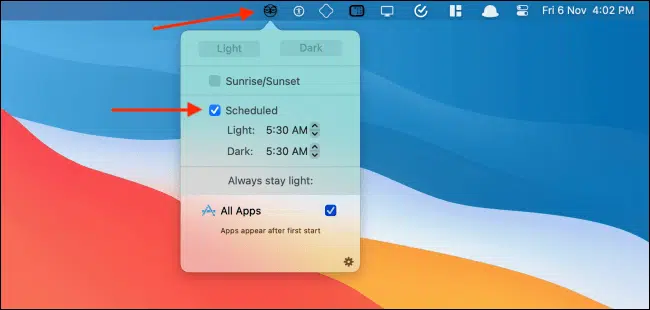 Fri 6 Nov 4:02 PM
Light Dark
Sunrise/Sunset
Scheduled
Light: 5:30 AM
Dark: 5:30 AM
Always stay light:
All Apps
Apps appear after first start